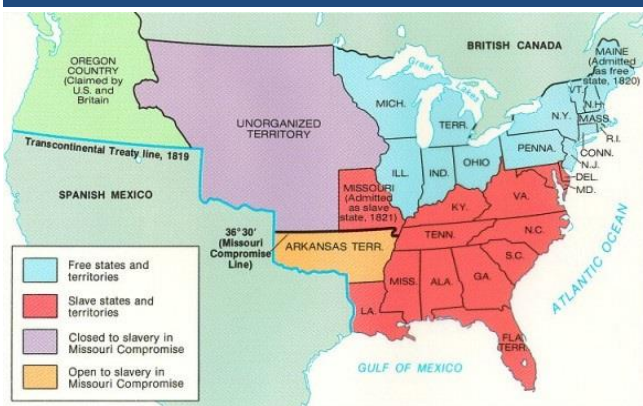 BRITISH CANADA
OREGON
COUNTRY
(Claimed by
U.S. and
Britain
MAINE
(Admitted
as free
state, 1820)
Great
Lakes
VT.
N.H.
MICH.
TERR.
N.Y.
MASS.
UNORGANIZED
TERRITORY
R.I.
CONN.
N.J.
PENNA.
Transcontinental Treaty line, 1819
ILL.
IND.
OHIO
DEL.
MD.
SPANISH MEXICO
MISSOURI
(Admitted
as slave
state, 1821)
VA.
KY.
36°30'
(Missouri
Compromise
Line)
ARKANSAS TERR.
TENN.
N.C.
S.C.
ATLANTIC OCEAN
MISS.
ALA.
GA.
LA.
FLA.
TERR.
GULF OF MEXICO
Free states and
territories
Slave states and
territories
Closed to slavery in
Missouri Compromise
Open to slavery in
Missouri Compromise